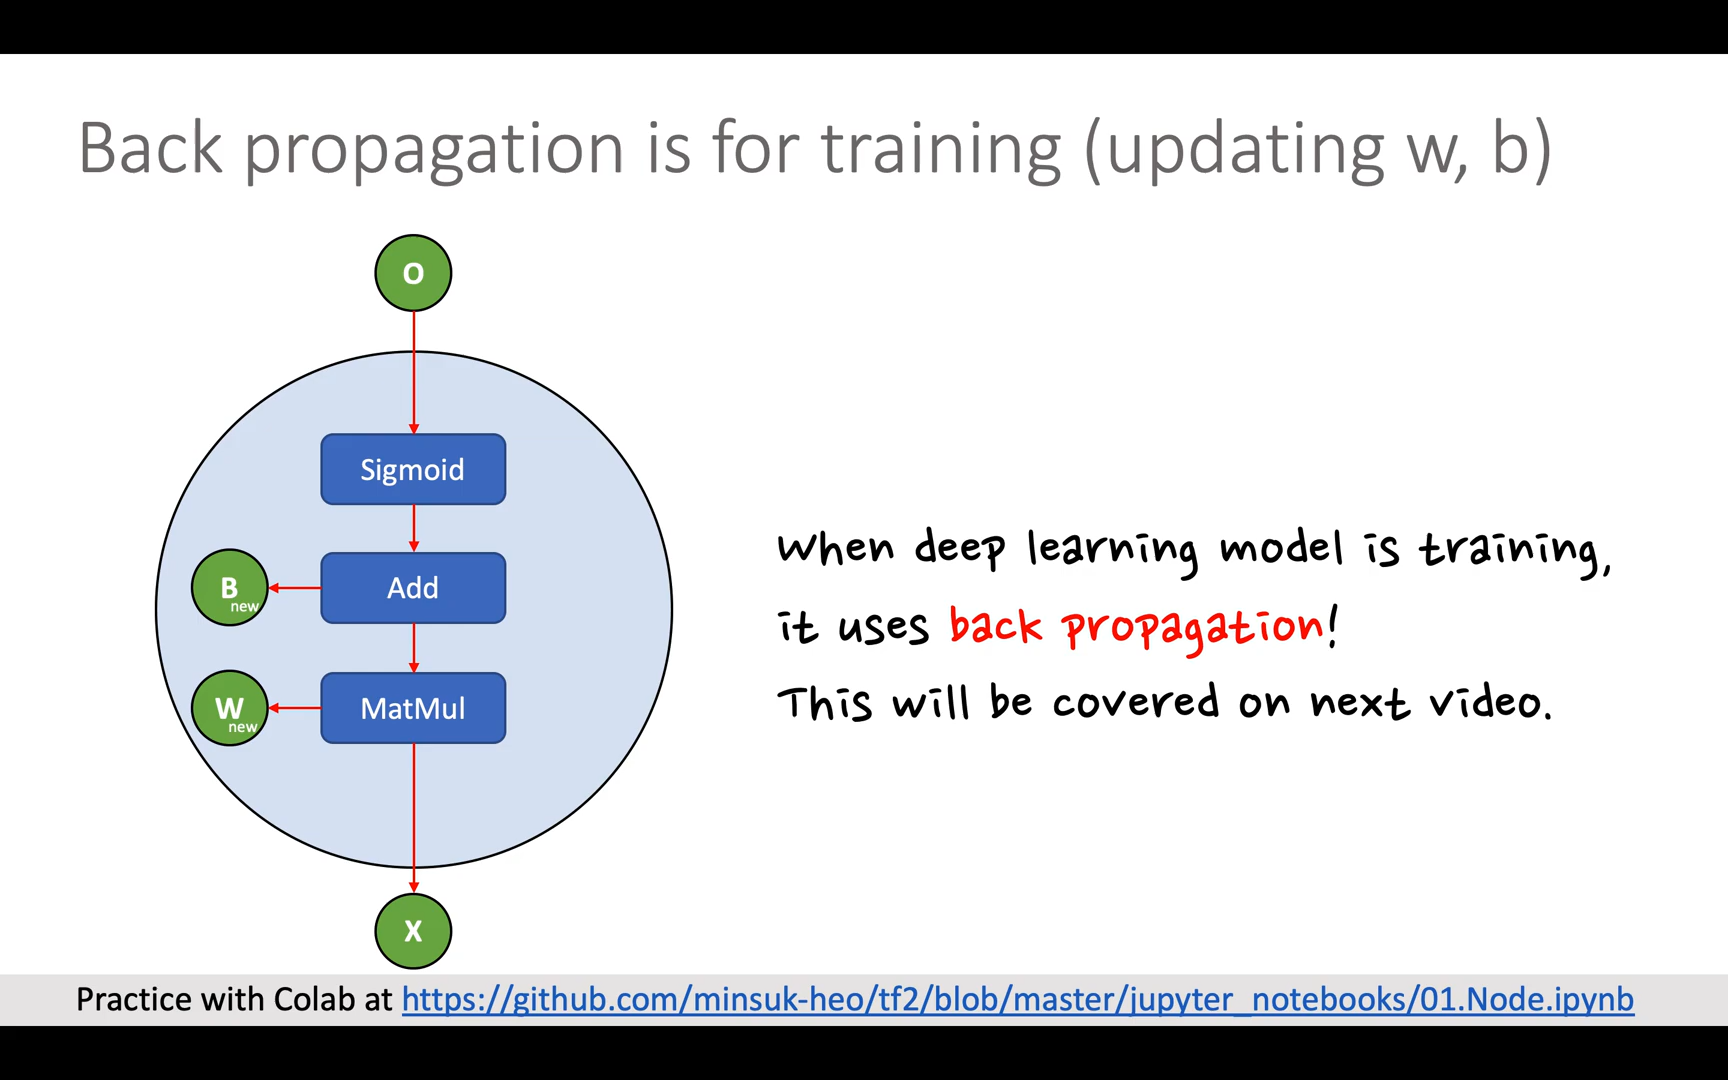 Back propagation is for training (updating w, b)
O
Sigmoid
B new
Add
W new
MatMul
X
When deep learning model is training,
it uses back propagation!
This will be covered on next video.
Practice with Colab at https://github.com/minsuk-heo/tf2/blob/master/jupyter_notebooks/01.Node.ipynb